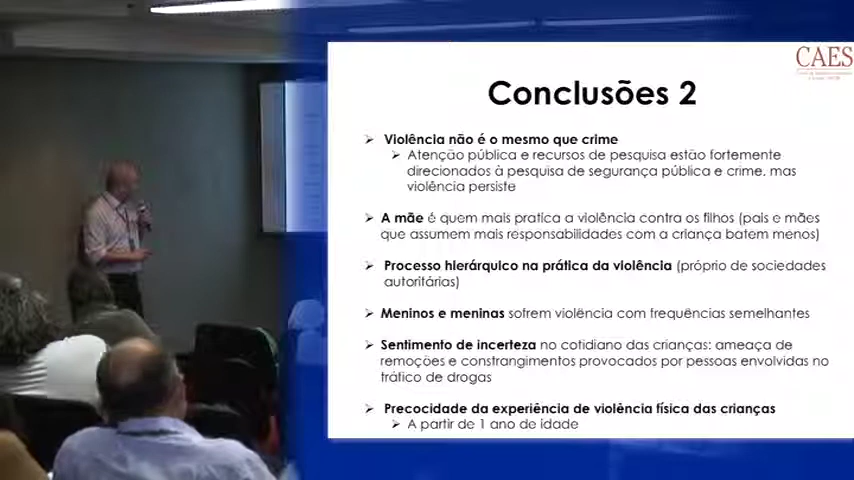 CAES
Conclusões 2
Violência não é o mesmo que crime
Atenção pública e recursos de pesquisa estão fortemente
direcionados à pesquisa de segurança pública e crime, mas
violência persiste
A mãe é quem mais pratica a violência contra os filhos (pais e mães
que assumem mais responsabilidades com a criança batem menos)
Processo hierárquico na prática da violência (próprio de sociedades
autoritárias)
Meninos e meninas sofrem violência com frequências semelhantes
Sentimento de incerteza no cotidiano das crianças: ameaça de
remoções e constrangimentos provocados por pessoas envolvidas no
tráfico de drogas
Precocidade da experiência de violência física das crianças
A partir de 1 ano de idade